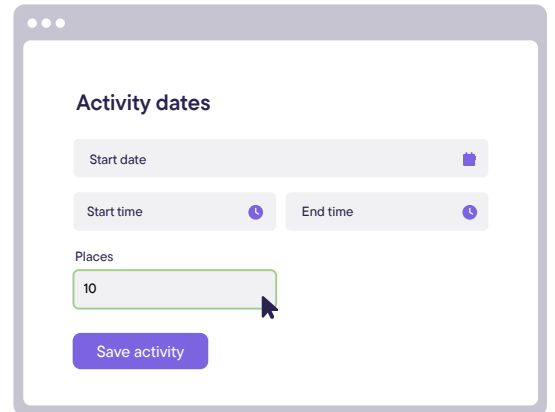 Activity dates
Start date
Start time End time
Places
10
Save activity